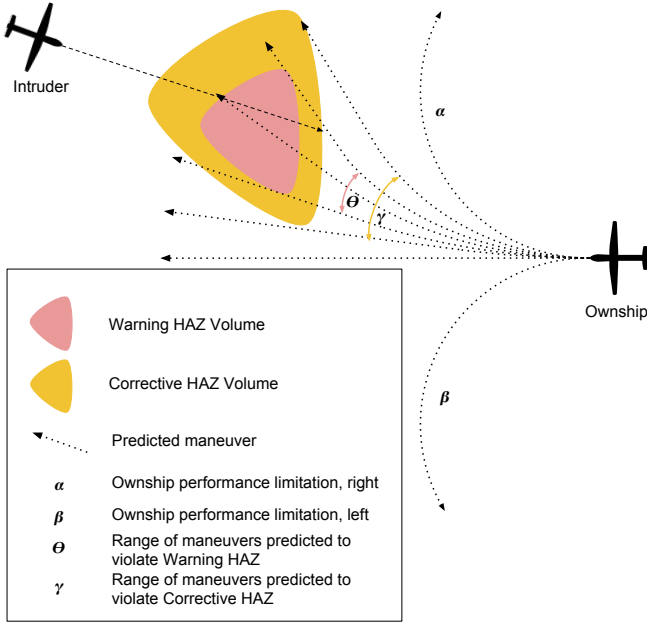 Intruder
α
θ
γ
Ownship
β
Warning HAZ Volume
Corrective HAZ Volume
Predicted maneuver
α Ownship performance limitation, right
β Ownship performance limitation, left
θ Range of maneuvers predicted to
violate Warning HAZ
γ Range of maneuvers predicted to
violate Corrective HAZ